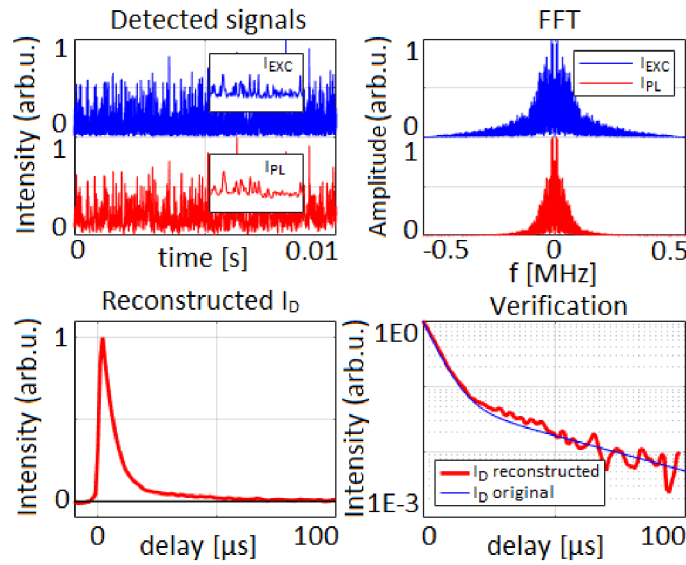 Detected signals
Intensity (arb.u.)
1
0
I_EXC
1
0
I_PL
0
0.01
time [s]
FFT
Amplitude (arb.u.)
1
0
I_EXC
I_PL
1
0
-0.5
0
0.5
f [MHz]
Reconstructed I_D
Intensity (arb.u.)
1
0
0
100
delay [μs]
Verification
Intensity (arb.u.)
1E0
1E-3
I_D reconstructed
I_D original
0
100
delay [μs]